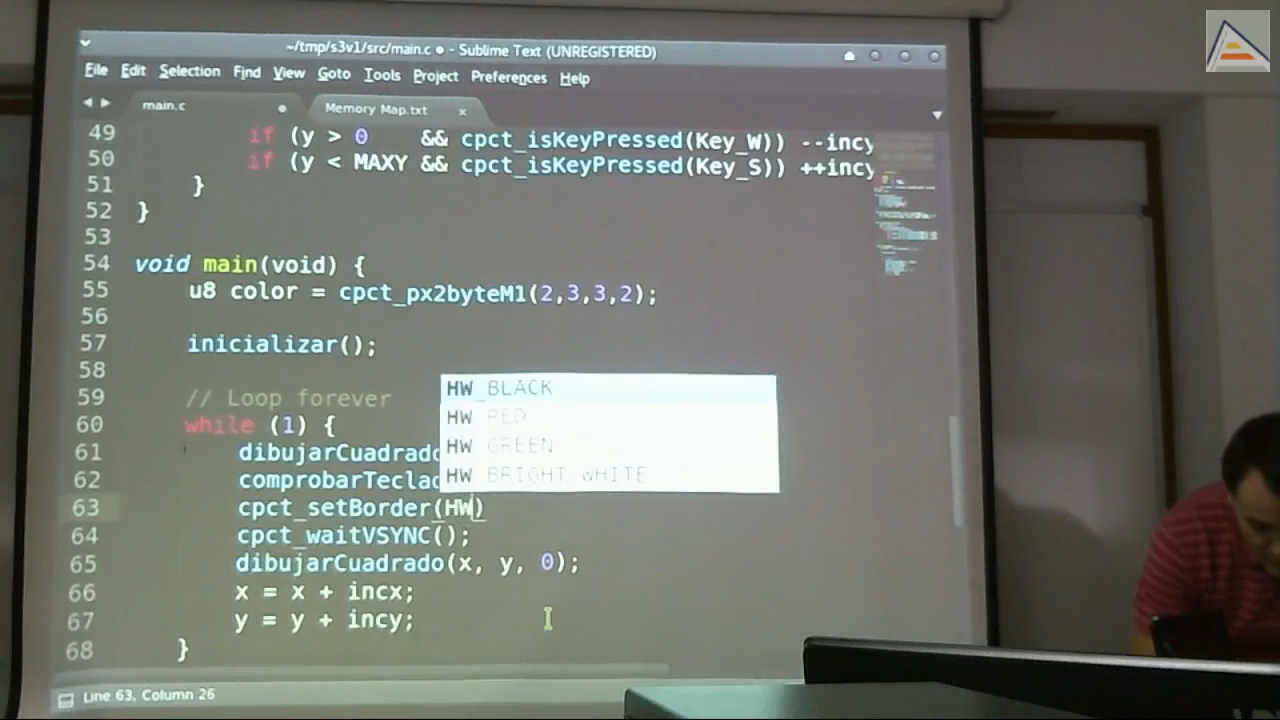 ~/tmp/s3v1/src/main.c • - Sublime Text (UNREGISTERED)
File Edit Selection Find View Goto Tools Project Preferences Help
main.c Memory Map.txt
49 if (y > 0 && cpct_isKeyPressed(Key_W)) --incy
50 if (y < MAXY && cpct_isKeyPressed(Key_S)) ++incy
51 }
52 }
53
54 void main(void) {
55 u8 color = cpct_px2byteM1(2,3,3,2);
56
57 inicializar();
58
59 // Loop forever
60 while (1) {
61 dibujarCuadrado
62 comprobarTeclad
63 cpct_setBorder(HW)
64 cpct_waitVSYNC();
65 dibujarCuadrado(x, y, 0);
66 x = x + incx;
67 y = y + incy;
68 }
HW_BLACK
HW_RED
HW_GREEN
HW_BRIGHT_WHITE
Line 63, Column 26